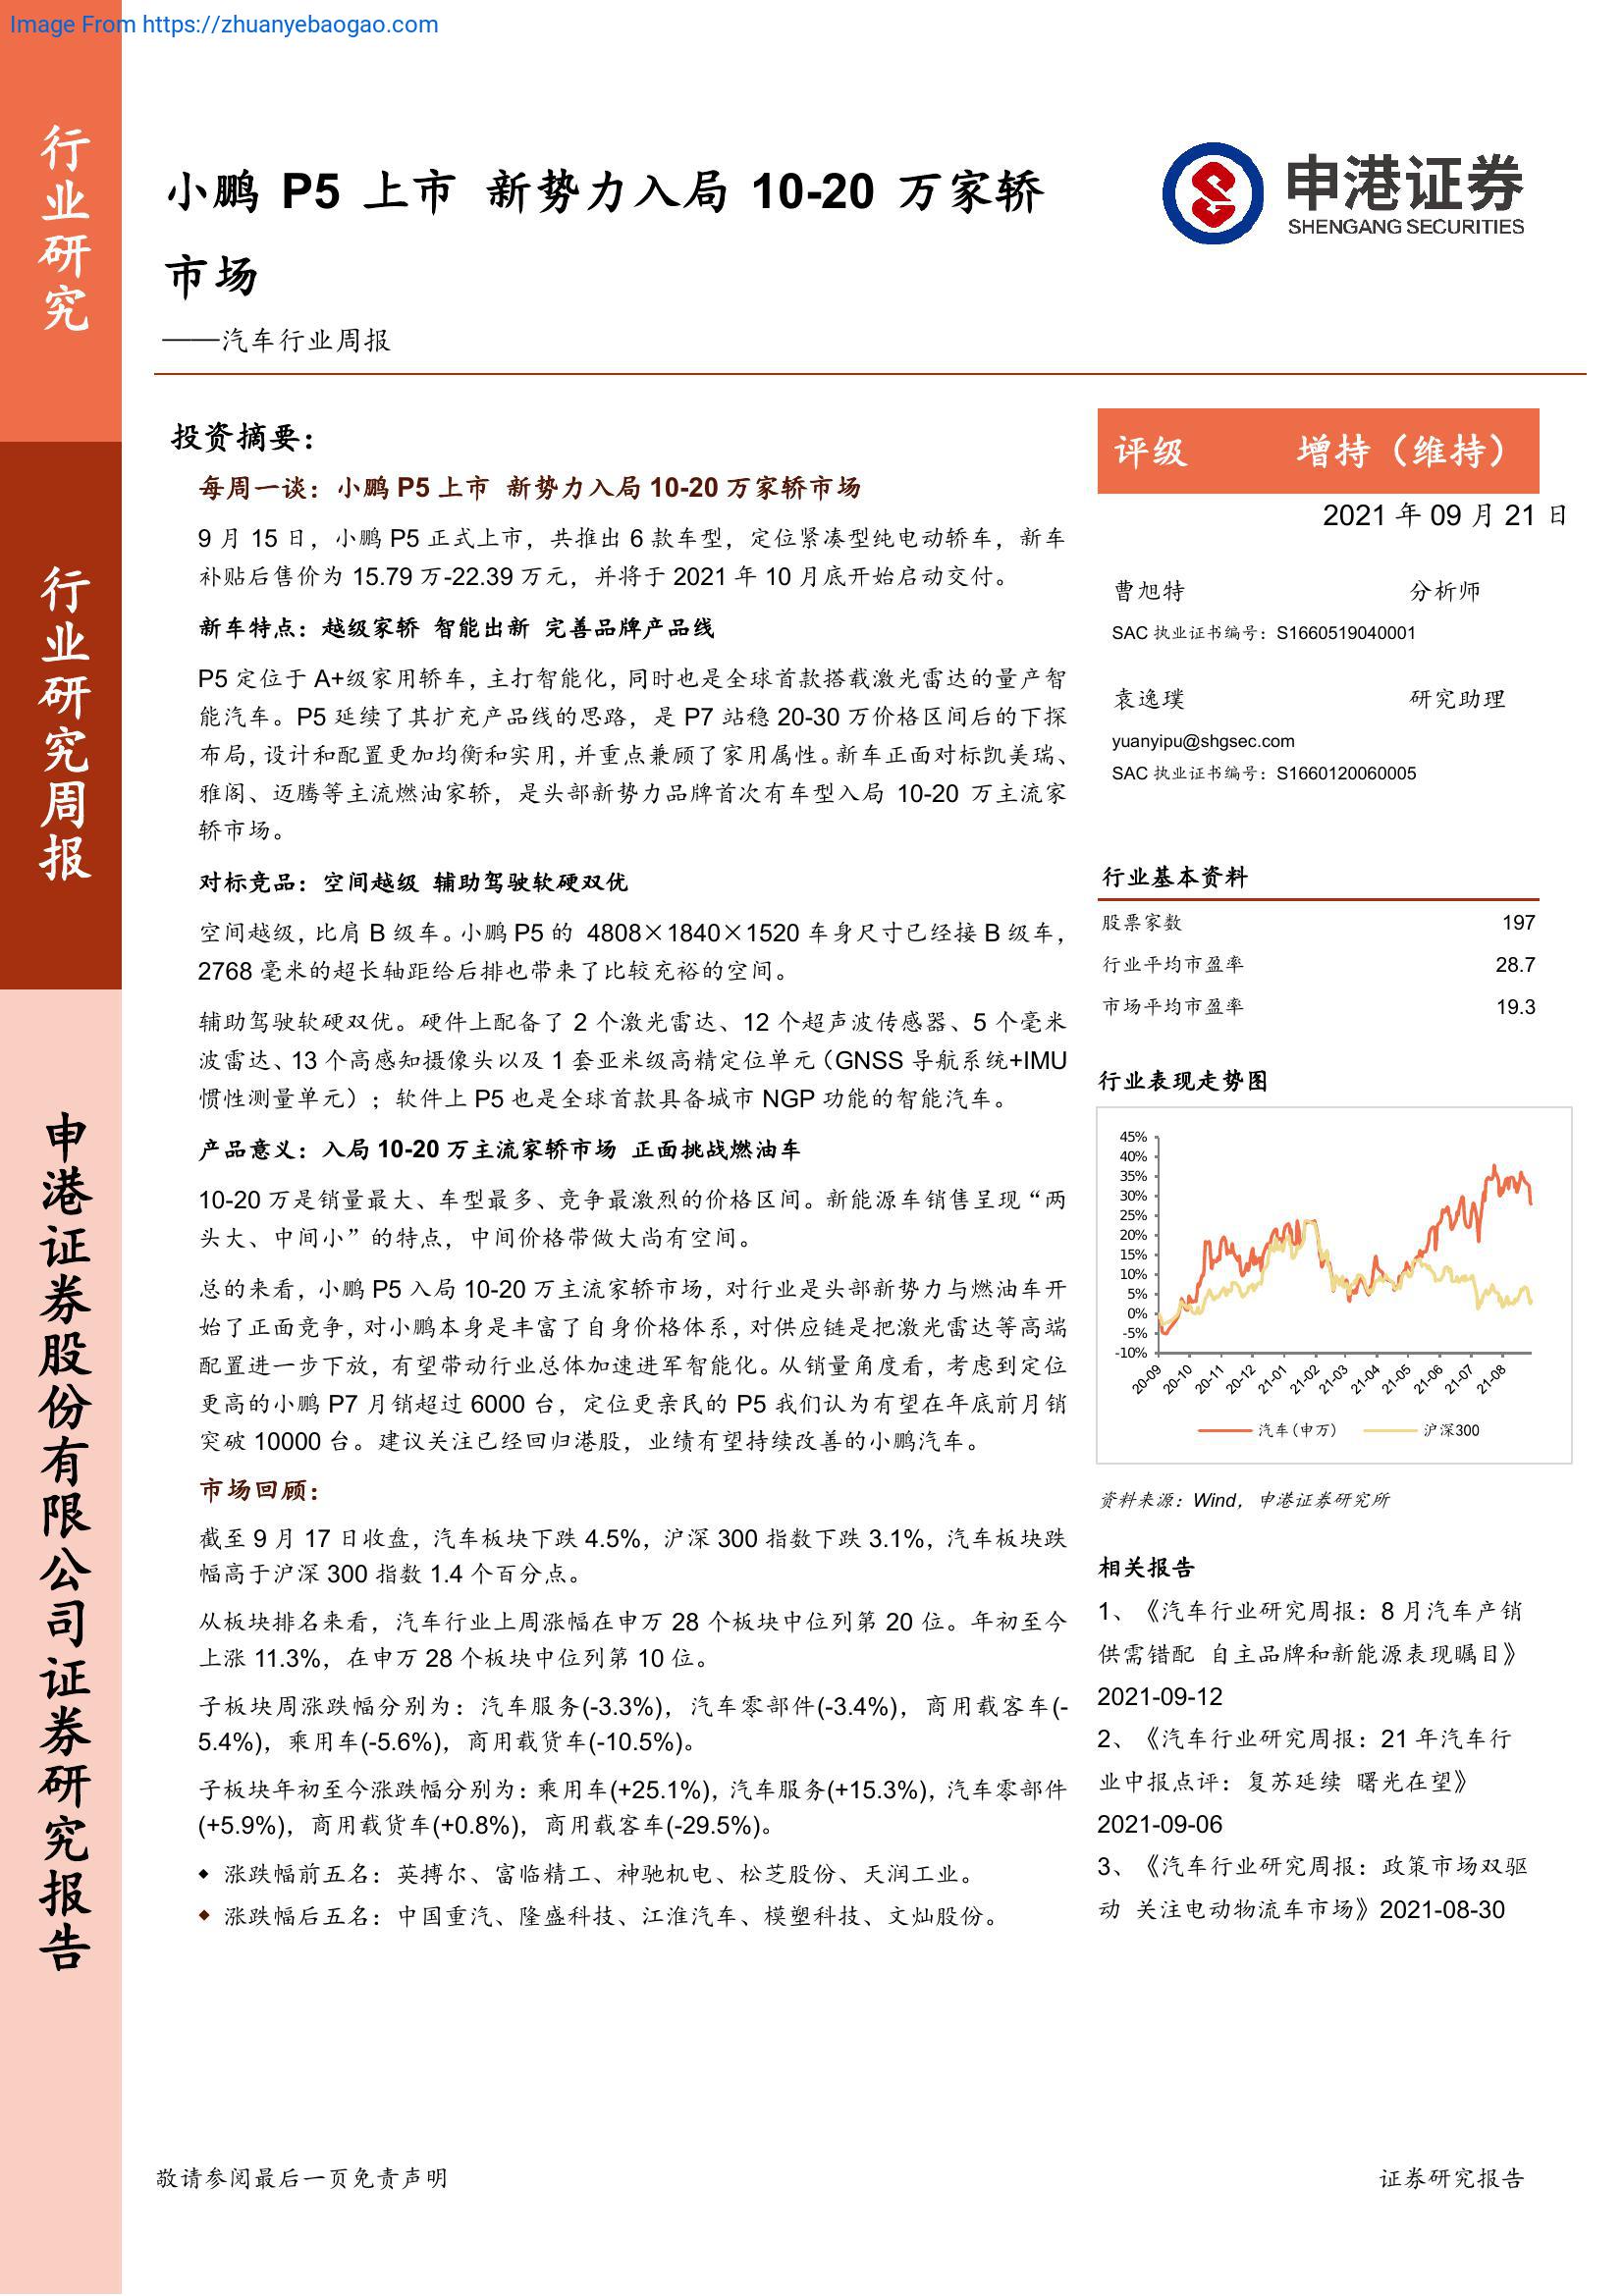 Image From https://zhuanyebaogao.com
行业研究
行业研究周报
申港证券股份有限公司证券研究报告
小鹏 P5 上市 新势力入局 10-20 万家轿
市场
——汽车行业周报
申港证券
SHENGANG SECURITIES
投资摘要：
每周一谈：小鹏 P5 上市 新势力入局 10-20 万家轿市场
9 月 15 日，小鹏 P5 正式上市，共推出 6 款车型，定位紧凑型纯电动轿车，新车
补贴后售价为 15.79 万-22.39 万元，并将于 2021 年 10 月底开始启动交付。
新车特点：越级家轿 智能出新 完善品牌产品线
P5 定位于 A+级家用轿车，主打智能化，同时也是全球首款搭载激光雷达的量产智
能汽车。P5 延续了其扩充产品线的思路，是 P7 站稳 20-30 万价格区间后的下探
布局，设计和配置更加均衡和实用，并重点兼顾了家用属性。新车正面对标凯美瑞、
雅阁、迈腾等主流燃油家轿，是头部新势力品牌首次有车型入局 10-20 万主流家
轿市场。
对标竞品：空间越级 辅助驾驶软硬双优
空间越级，比肩 B 级车。小鹏 P5 的 4808×1840×1520 车身尺寸已经接 B 级车，
2768 毫米的超长轴距给后排也带来了比较充裕的空间。
辅助驾驶软硬双优。硬件上配备了 2 个激光雷达、12 个超声波传感器、5 个毫米
波雷达、13 个高感知摄像头以及 1 套亚米级高精定位单元（GNSS 导航系统+IMU
惯性测量单元）；软件上 P5 也是全球首款具备城市 NGP 功能的智能汽车。
产品意义：入局 10-20 万主流家轿市场 正面挑战燃油车
10-20 万是销量最大、车型最多、竞争最激烈的价格区间。新能源车销售呈现“两
头大、中间小”的特点，中间价格带做大尚有空间。
总的来看，小鹏 P5 入局 10-20 万主流家轿市场，对行业是头部新势力与燃油车开
始了正面竞争，对小鹏本身是丰富了自身价格体系，对供应链是把激光雷达等高端
配置进一步下放，有望带动行业总体加速进军智能化。从销量角度看，考虑到定位
更高的小鹏 P7 月销超过 6000 台，定位更亲民的 P5 我们认为有望在年底前月销
突破 10000 台。建议关注已经回归港股，业绩有望持续改善的小鹏汽车。
市场回顾：
截至 9 月 17 日收盘，汽车板块下跌 4.5%，沪深 300 指数下跌 3.1%，汽车板块跌
幅高于沪深 300 指数 1.4 个百分点。
从板块排名来看，汽车行业上周涨幅在申万 28 个板块中位列第 20 位。年初至今
上涨 11.3%，在申万 28 个板块中位列第 10 位。
子板块周涨跌幅分别为：汽车服务(-3.3%)，汽车零部件(-3.4%)，商用载客车(-
5.4%)，乘用车(-5.6%)，商用载货车(-10.5%)。
子板块年初至今涨跌幅分别为：乘用车(+25.1%)，汽车服务(+15.3%)，汽车零部件
(+5.9%)，商用载货车(+0.8%)，商用载客车(-29.5%)。
◆ 涨跌幅前五名：英搏尔、富临精工、神驰机电、松芝股份、天润工业。
◆ 涨跌幅后五名：中国重汽、隆盛科技、江淮汽车、模塑科技、文灿股份。
评级 增持（维持）
2021 年 09 月 21 日
曹旭特 分析师
SAC 执业证书编号：S1660519040001
袁逸璞 研究助理
yuanyipu@shgsec.com
SAC 执业证书编号：S1660120060005
行业基本资料
股票家数 197
行业平均市盈率 28.7
市场平均市盈率 19.3
行业表现走势图
45%
40%
35%
30%
25%
20%
15%
10%
5%
0%
-5%
-10%
20-09 20-10 20-11 20-12 21-01 21-02 21-03 21-04 21-05 21-06 21-07 21-08
汽车(申万) 沪深300
资料来源：Wind，申港证券研究所
相关报告
1、《汽车行业研究周报：8 月汽车产销
供需错配 自主品牌和新能源表现瞩目》
2021-09-12
2、《汽车行业研究周报：21 年汽车行
业中报点评：复苏延续 曙光在望》
2021-09-06
3、《汽车行业研究周报：政策市场双驱
动 关注电动物流车市场》2021-08-30
敬请参阅最后一页免责声明
证券研究报告